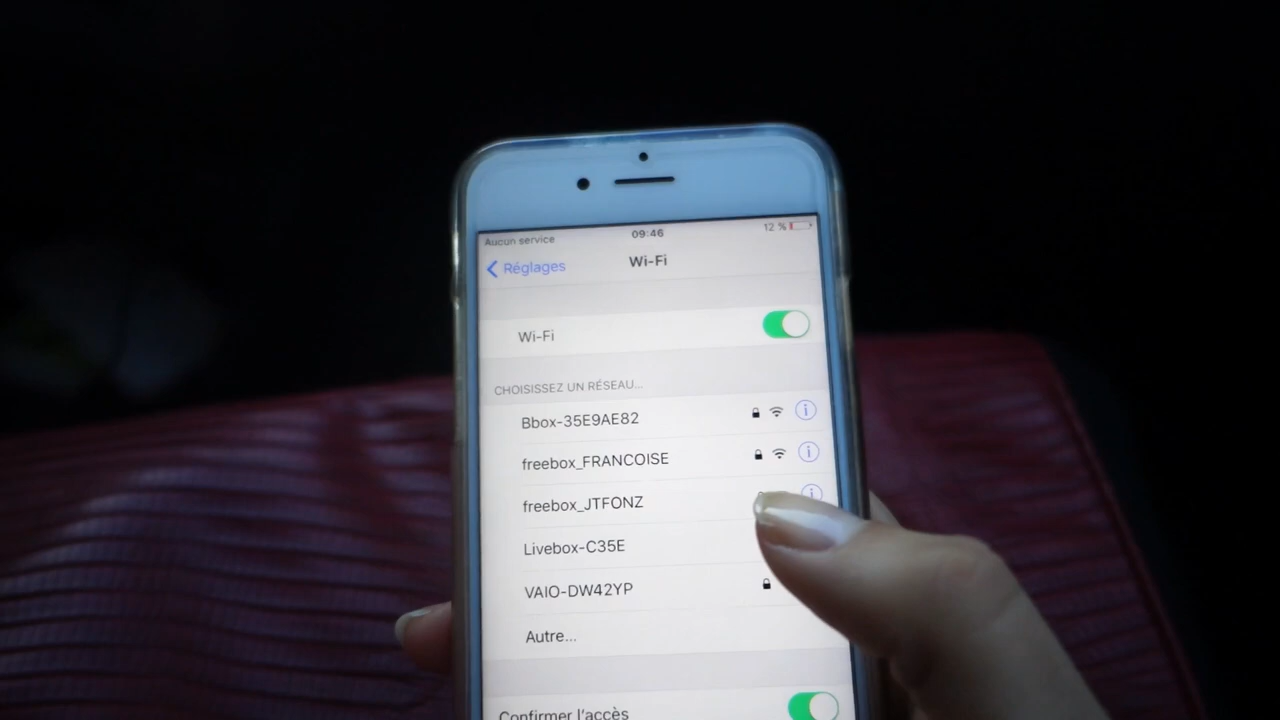 Aucun service 09:46 12 %
Réglages Wi-Fi
Wi-Fi
CHOISISSEZ UN RÉSEAU...
Bbox-35E9AE82
freebox_FRANCOISE
freebox_JTFONZ
Livebox-C35E
VAIO-DW42YP
Autre...
Confirmer l'accès